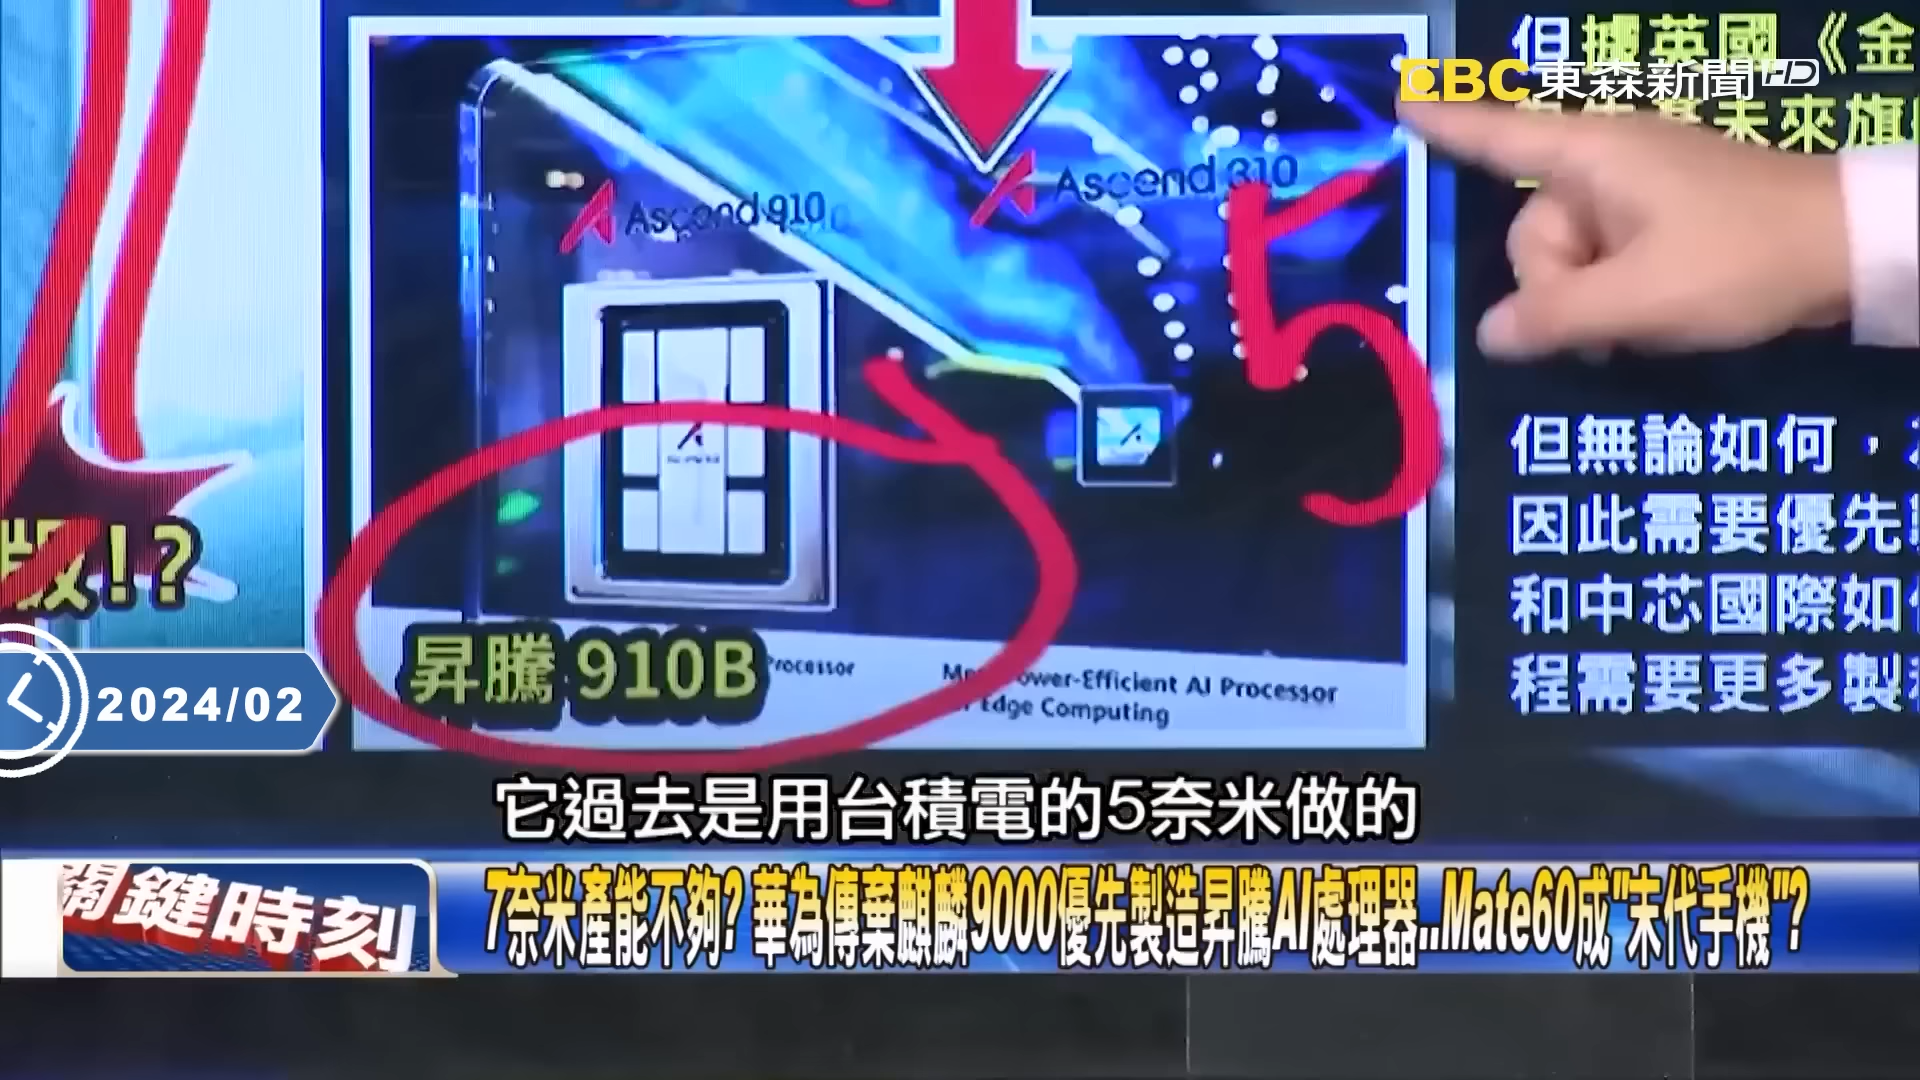 但據英國《金
EBC東森新聞HD
未來旗
Ascend 310
Ascend 910
5
版!?
但無論如何，
因此需要優先
和中芯國際如
程需要更多製
昇騰 910B
Processor
Power-Efficient AI Processor
Edge Computing
2024/02
它過去是用台積電的5奈米做的
關鍵時刻
7奈米產能不夠? 華為傳棄麒麟9000優先製造昇騰AI處理器..Mate60成"末代手機"?